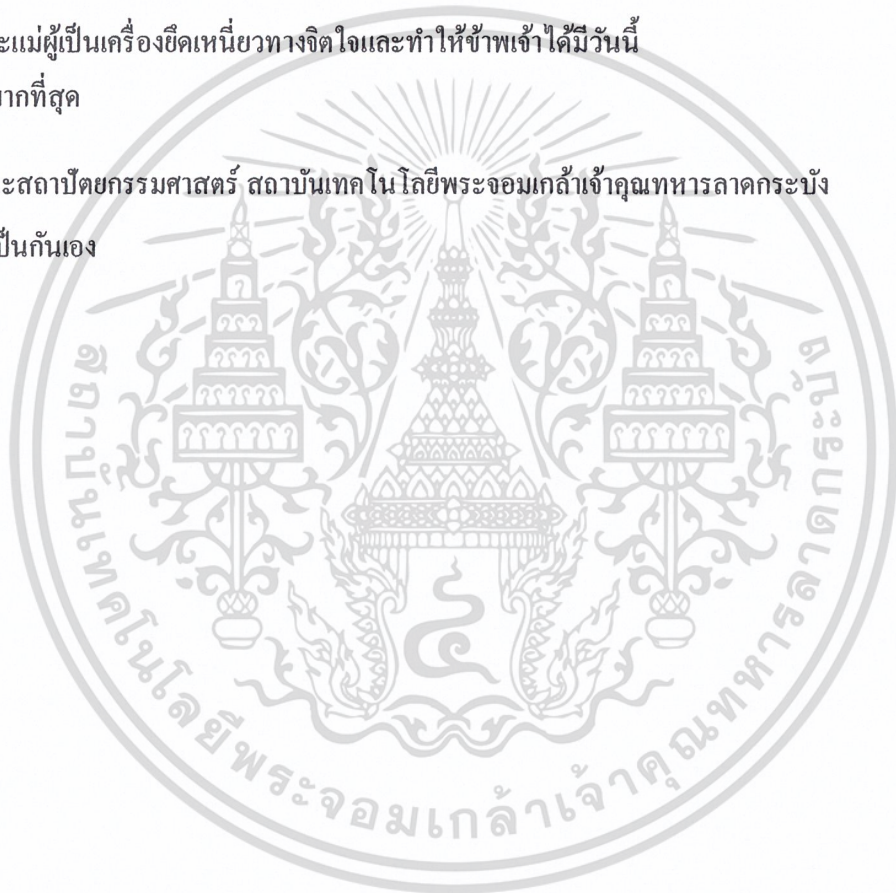 ะแม่ผู้เป็นเครื่องยึดเหนี่ยวทางจิตใจและทำให้ข้าพเจ้าได้มีวันนี้
มากที่สุด
ะสถาปัตยกรรมศาสตร์ สถาบันเทคโนโลยีพระจอมเกล้าเจ้าคุณทหารลาดกระบัง
เป็นกันเอง
สถาบันเทคโนโลยีพระจอมเกล้าเจ้าคุณทหารลาดกระบัง
๔